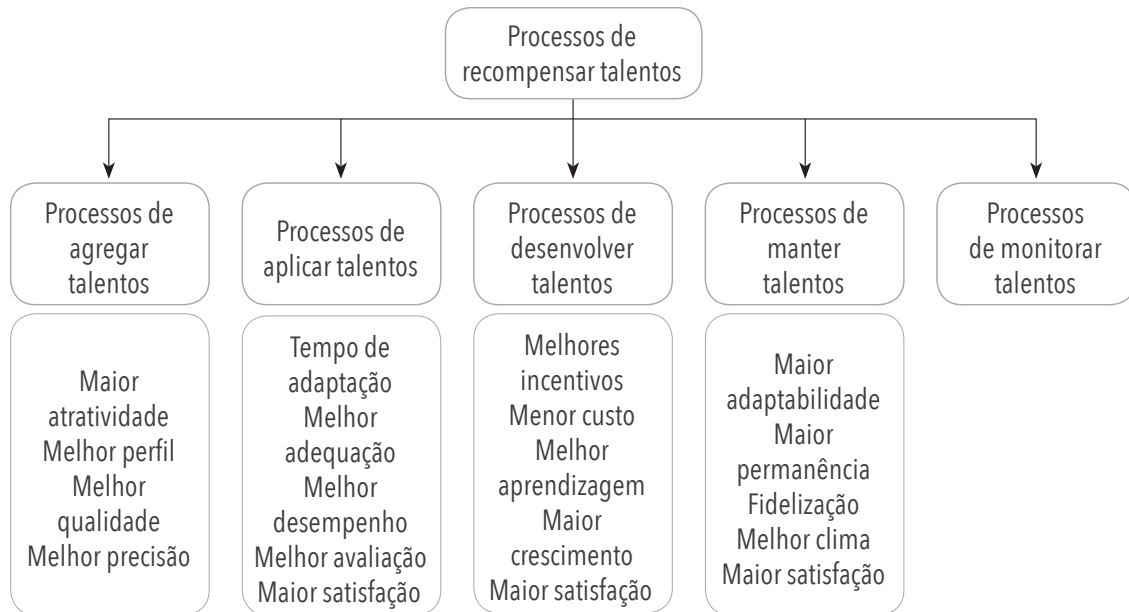 Processos de
recompensar talentos
Processos de
agregar
talentos
Processos de
aplicar talentos
Processos de
desenvolver
talentos
Processos de
manter
talentos
Processos
de monitorar
talentos
Maior
atratividade
Melhor perfil
Melhor
qualidade
Melhor precisão
Tempo de
adaptação
Melhor
adequação
Melhor
desempenho
Melhor avaliação
Maior satisfação
Melhores
incentivos
Menor custo
Melhor
aprendizagem
Maior
crescimento
Maior satisfação
Maior
adaptabilidade
Maior
permanência
Fidelização
Melhor clima
Maior satisfação